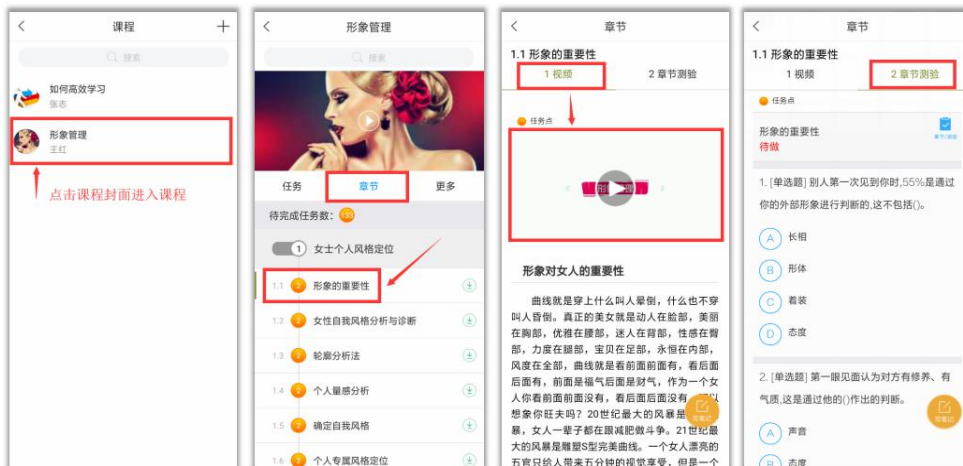 课程
搜索
如何高效学习
张志
形象管理
王红
点击课程封面进入课程
形象管理
搜索
任务
章节
更多
待完成任务数:
1 女士个人风格定位
1.1 2 形象的重要性
1.2 2 女性自我风格分析与诊断
1.3 2 轮廓分析法
1.4 2 个人量感分析
1.5 2 确定自我风格
1.6 2 个人专属风格定位
章节
1.1 形象的重要性
1 视频
2 章节测验
任务点
形象对女人的重要性
曲线就是穿上什么叫人晕倒，什么也不穿
叫人昏倒。真正的美女就是动人在脸部，美丽
在胸部，优雅在腰部，迷人在背部，性感在臀
部，力度在腿部，宝贝在足部，永恒在内部，
风度在全部，曲线就是看前面前面有，看后面
后面有，前面是福气后面是财气，作为一个女
人你看前面前面没有，看后面后面没有，
想象你旺夫吗？20世纪最大的风暴是
暴，女人一辈子都在跟减肥做斗争。21世纪最
大的风暴是雕塑S型完美曲线。一个女人漂亮的
五官只给人带来五分钟的视觉享受，但是一个
写笔记
章节
1.1 形象的重要性
1 视频
2 章节测验
任务点
形象的重要性
待做
章节测验
1. [单选题] 别人第一次见到你时,55%是通过
你的外部形象进行判断的,这不包括()。
A 长相
B 形体
C 着装
D 态度
2. [单选题] 第一眼见面认为对方有修养、有
气质,这是通过他的()作出的判断。
写笔记
A 声音
B 态度